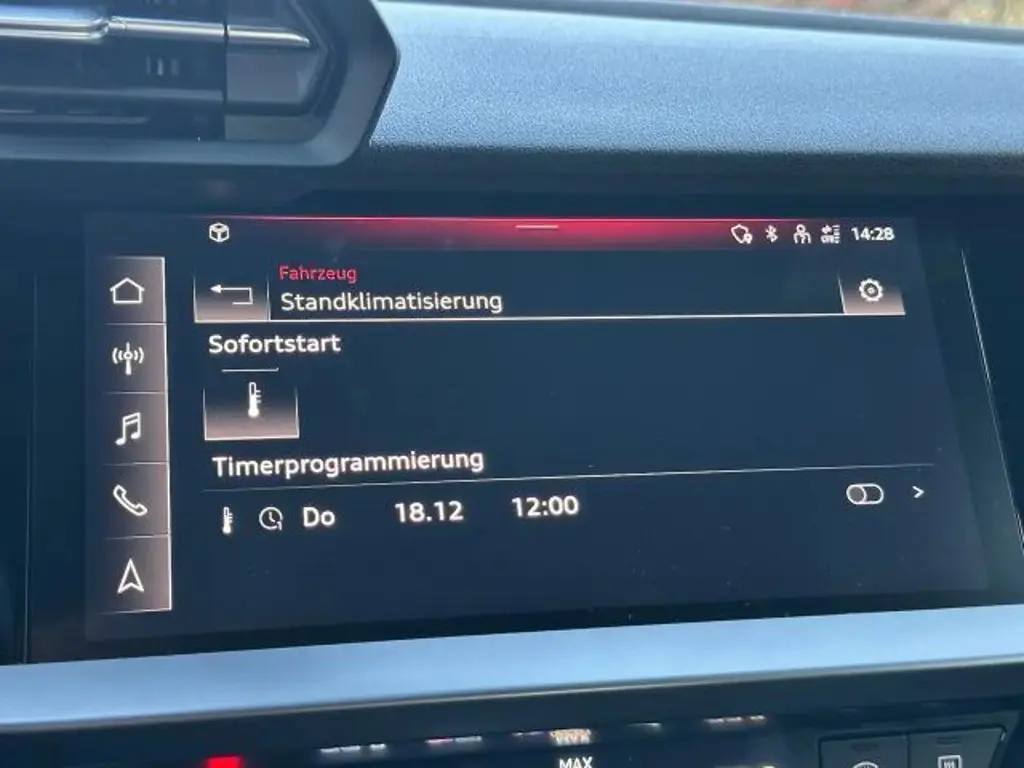 14:28
Fahrzeug
Standklimatisierung
Sofortstart
Timerprogrammierung
Do 18.12 12:00
MAX